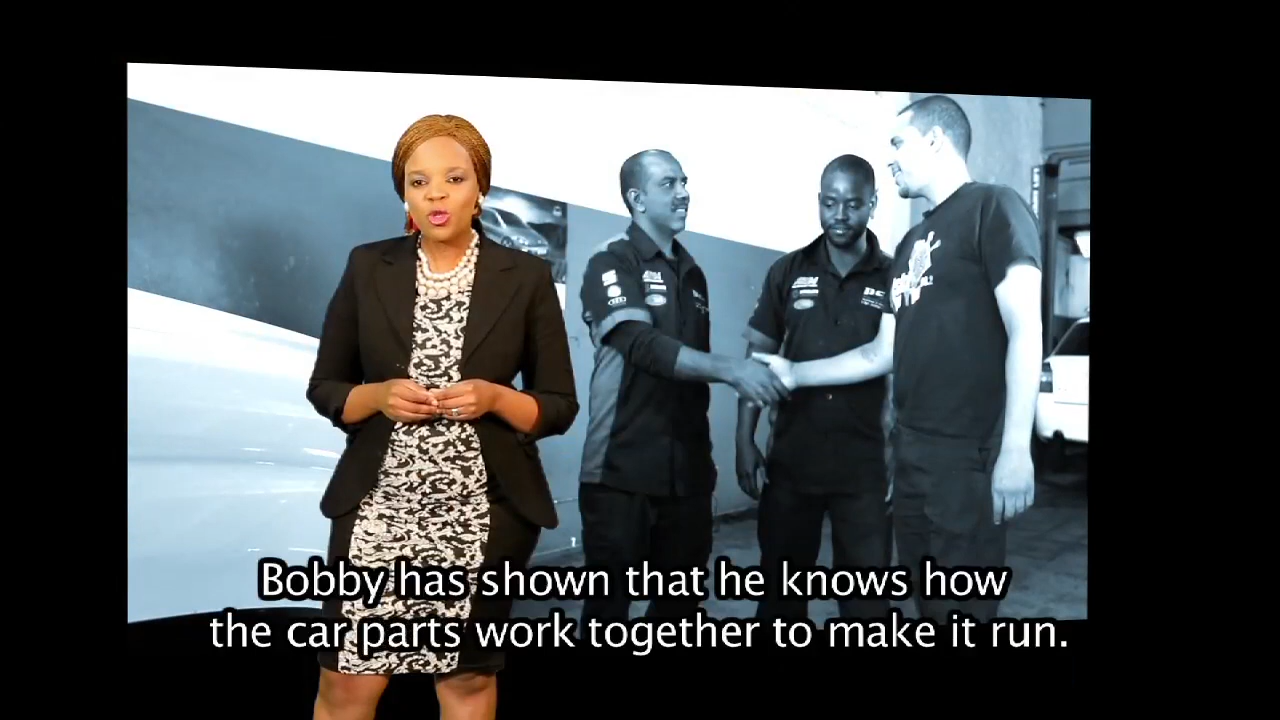 Bobby has shown that he knows how
the car parts work together to make it run.